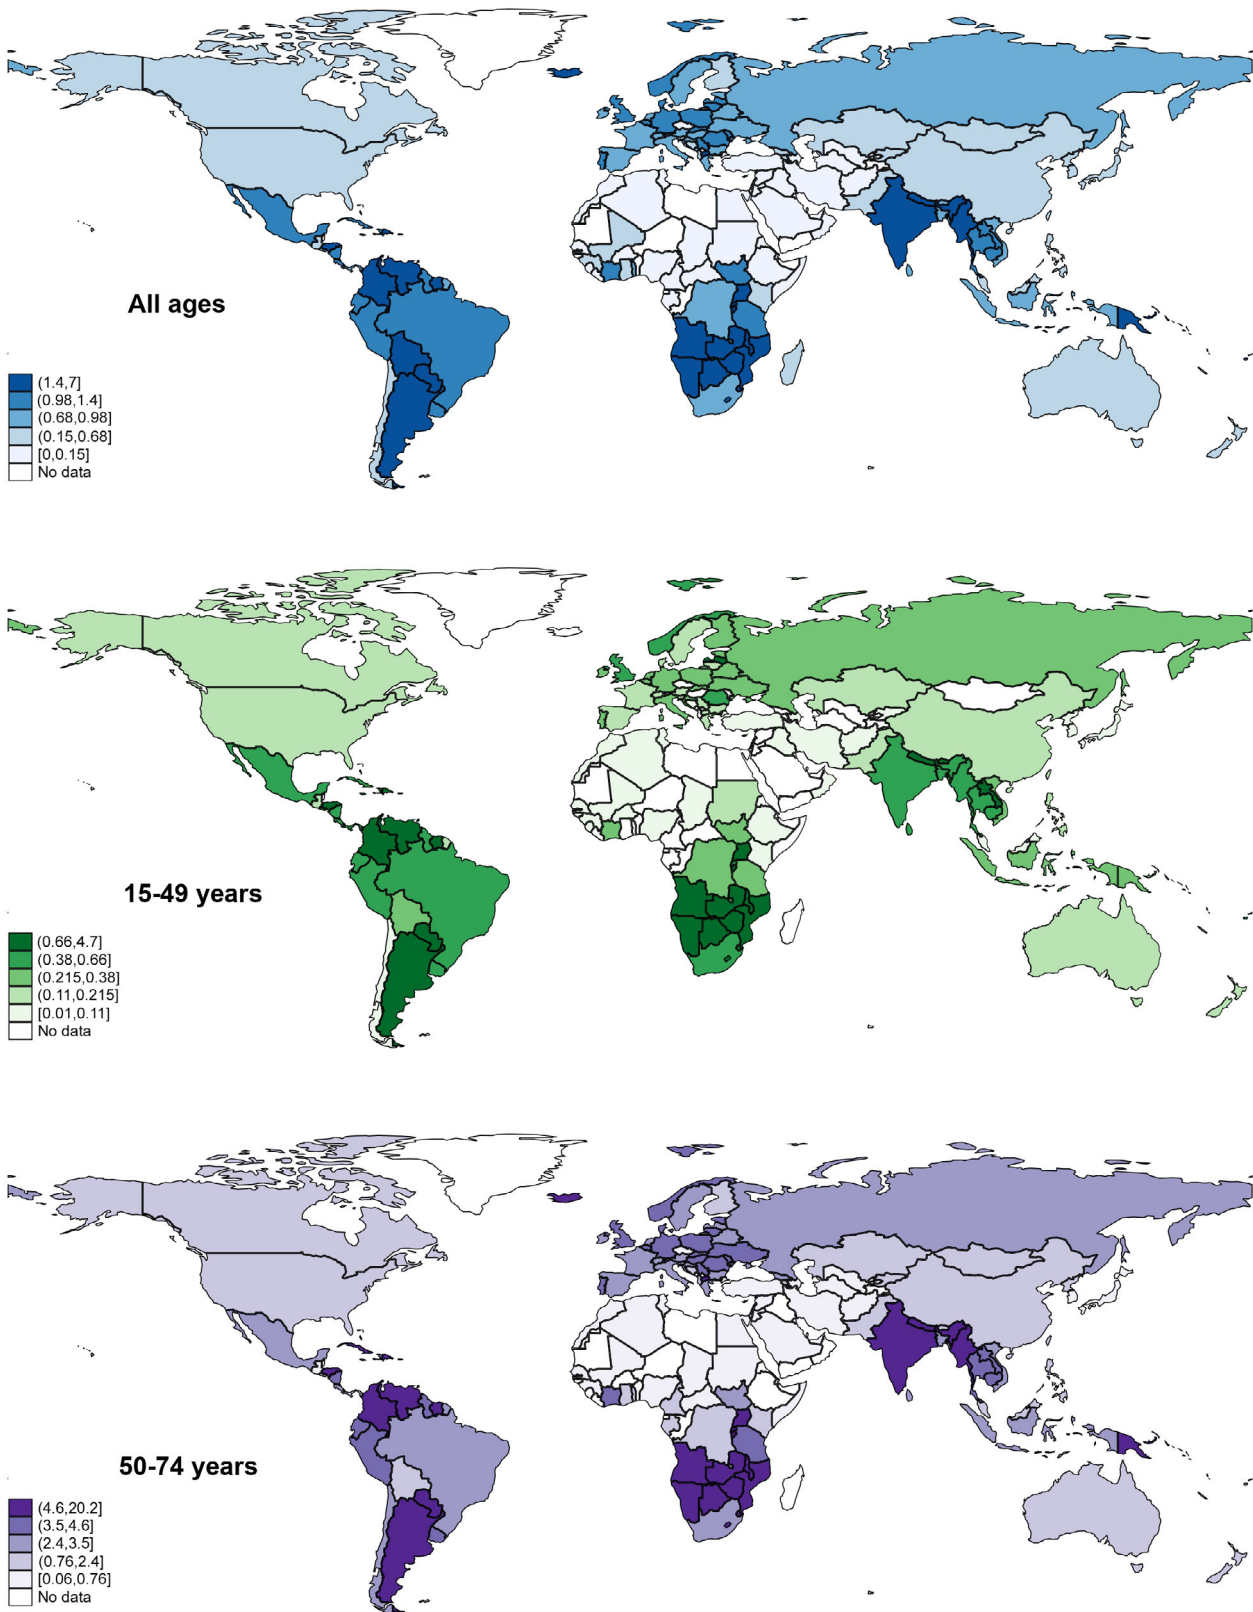 All ages
(1.4,7]
(0.98,1.4]
(0.68,0.98]
(0.15,0.68]
[0,0.15]
No data
15-49 years
(0.66,4.7]
(0.38,0.66]
(0.215,0.38]
(0.11,0.215]
[0.01,0.11]
No data
50-74 years
(4.6,20.2]
(3.5,4.6]
(2.4,3.5]
(0.76,2.4]
[0.06,0.76]
No data